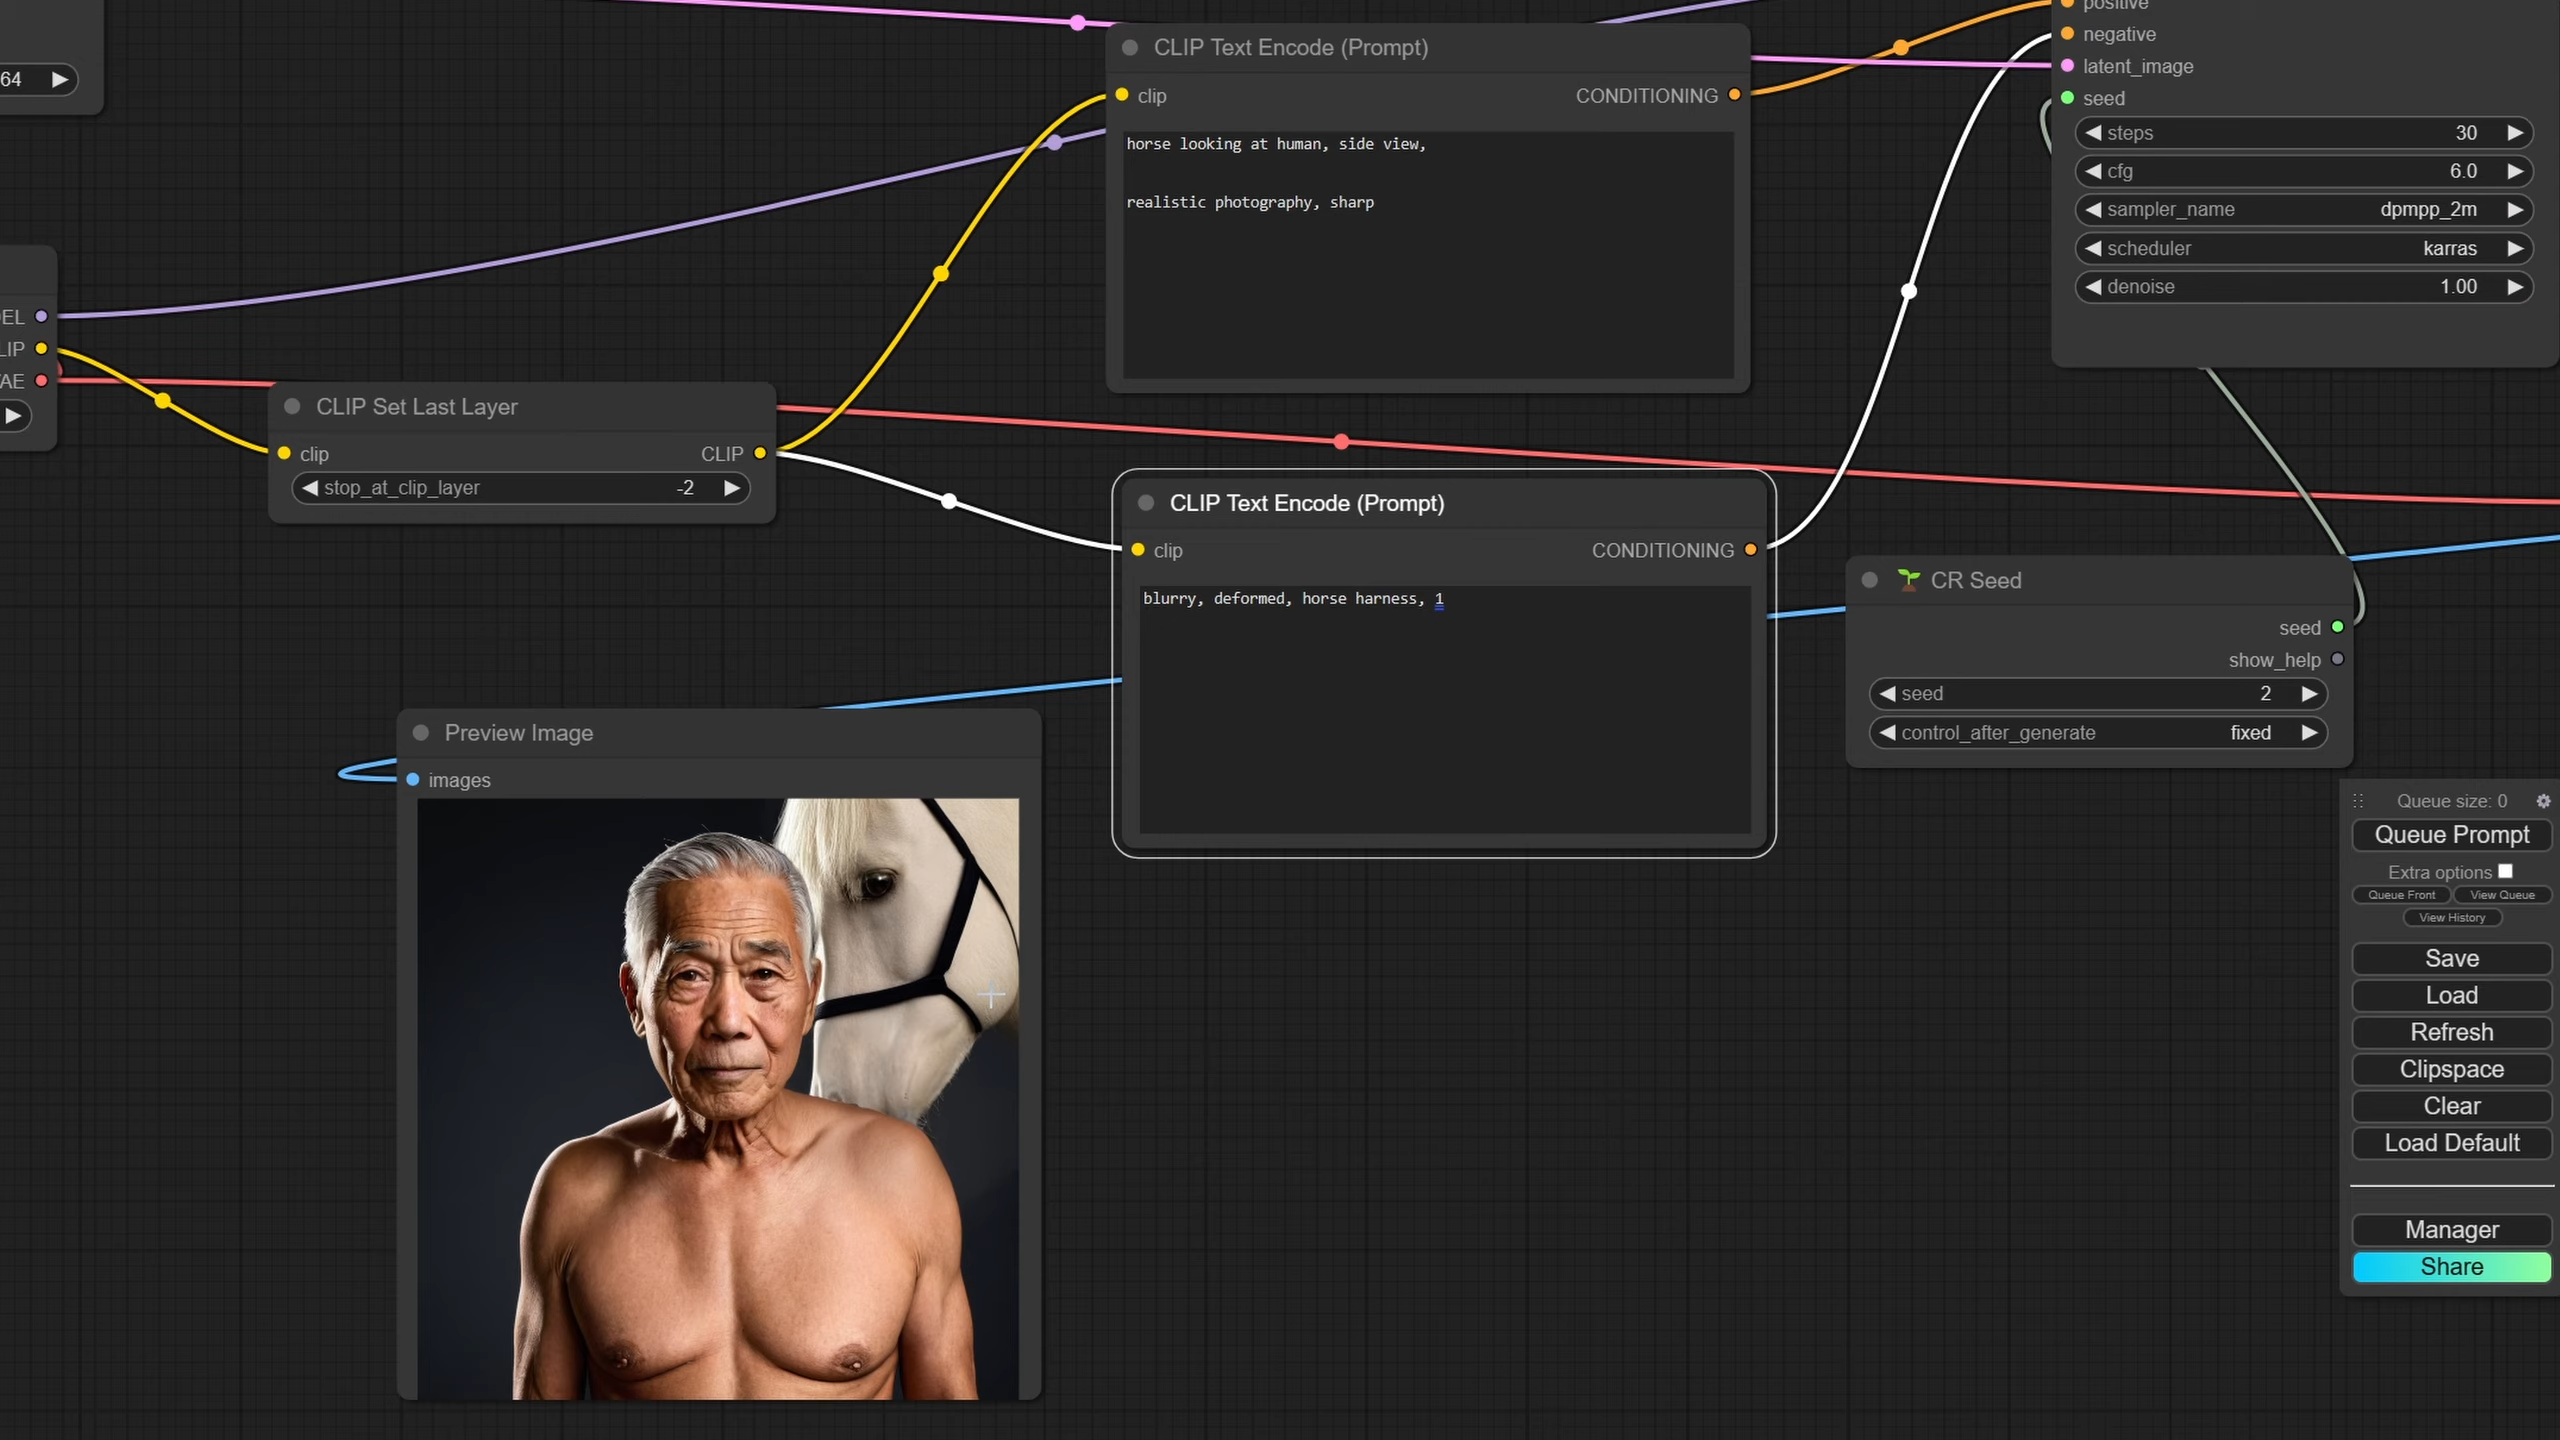 64
EL
LIP
AE
CLIP Set Last Layer
clip
CLIP
stop_at_clip_layer
-2
CLIP Text Encode (Prompt)
clip
CONDITIONING
horse looking at human, side view,
realistic photography, sharp
CLIP Text Encode (Prompt)
clip
CONDITIONING
blurry, deformed, horse harness, 1
Preview Image
images
positive
negative
latent_image
seed
steps
30
cfg
6.0
sampler_name
dpmpp_2m
scheduler
karras
denoise
1.00
CR Seed
seed
show_help
seed
2
control_after_generate
fixed
Queue size: 0
Queue Prompt
Extra options
Queue Front
View Queue
View History
Save
Load
Refresh
Clipspace
Clear
Load Default
Manager
Share